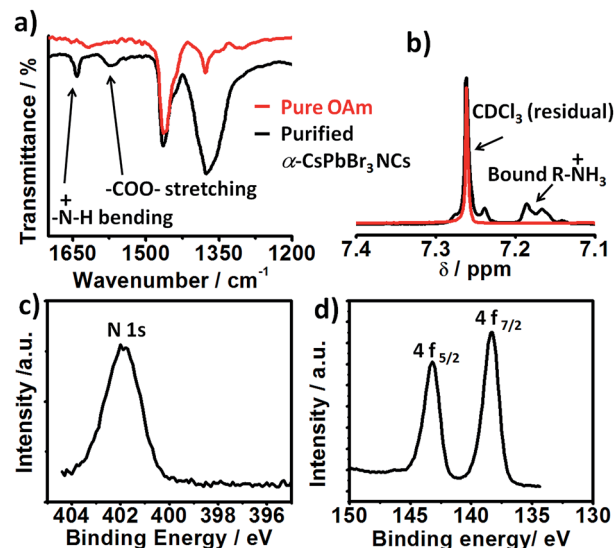 a)
Transmittance / %
Pure OAm
Purified
α-CsPbBr₃ NCs
-COO- stretching
+
-N-H bending
1650 1500 1350 1200
Wavenumber / cm⁻¹
b)
CDCl₃ (residual)
+
Bound R-NH₃
7.4 7.3 7.2 7.1
δ / ppm
c)
N 1s
Intensity /a.u.
404 402 400 398 396
Binding Energy/ eV
d)
4 f₇/₂
4 f₅/₂
Intensity / a.u.
150 145 140 135 130
Binding energy/ eV